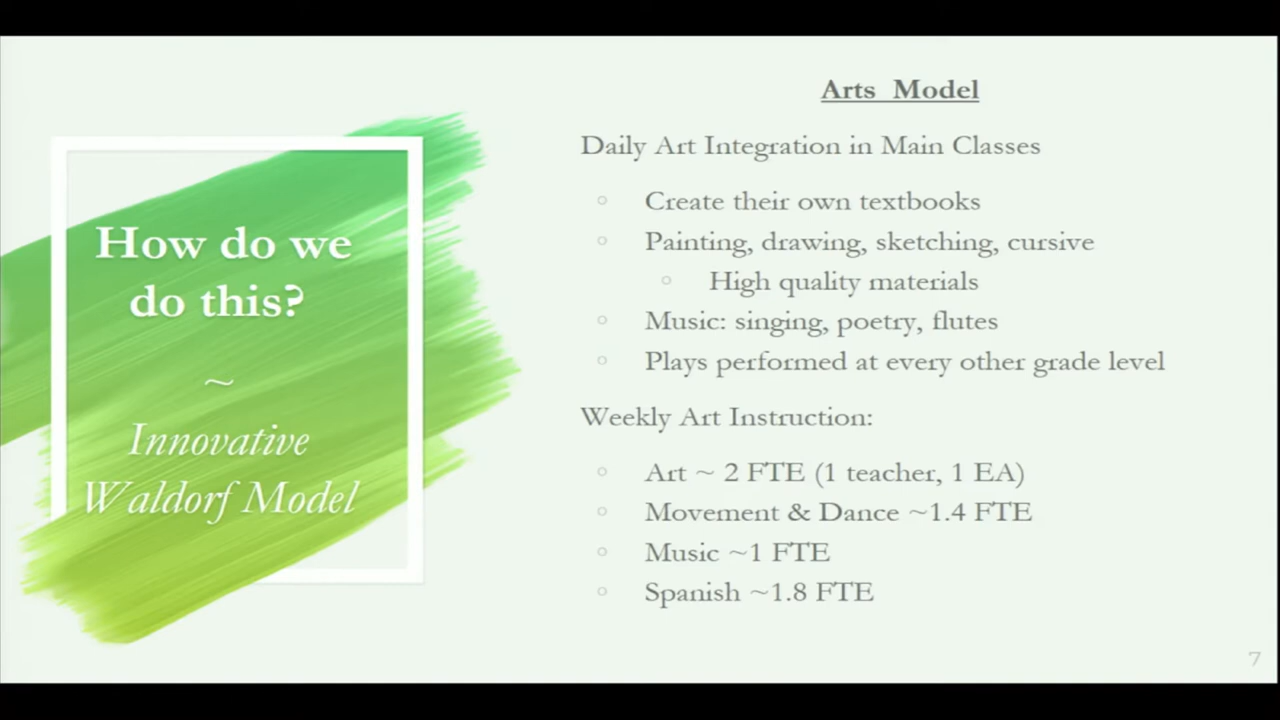 How do we
do this?
~
Innovative
Waldorf Model
Arts Model
Daily Art Integration in Main Classes
Create their own textbooks
Painting, drawing, sketching, cursive
High quality materials
Music: singing, poetry, flutes
Plays performed at every other grade level
Weekly Art Instruction:
Art ~ 2 FTE (1 teacher, 1 EA)
Movement & Dance ~1.4 FTE
Music ~1 FTE
Spanish ~1.8 FTE
7